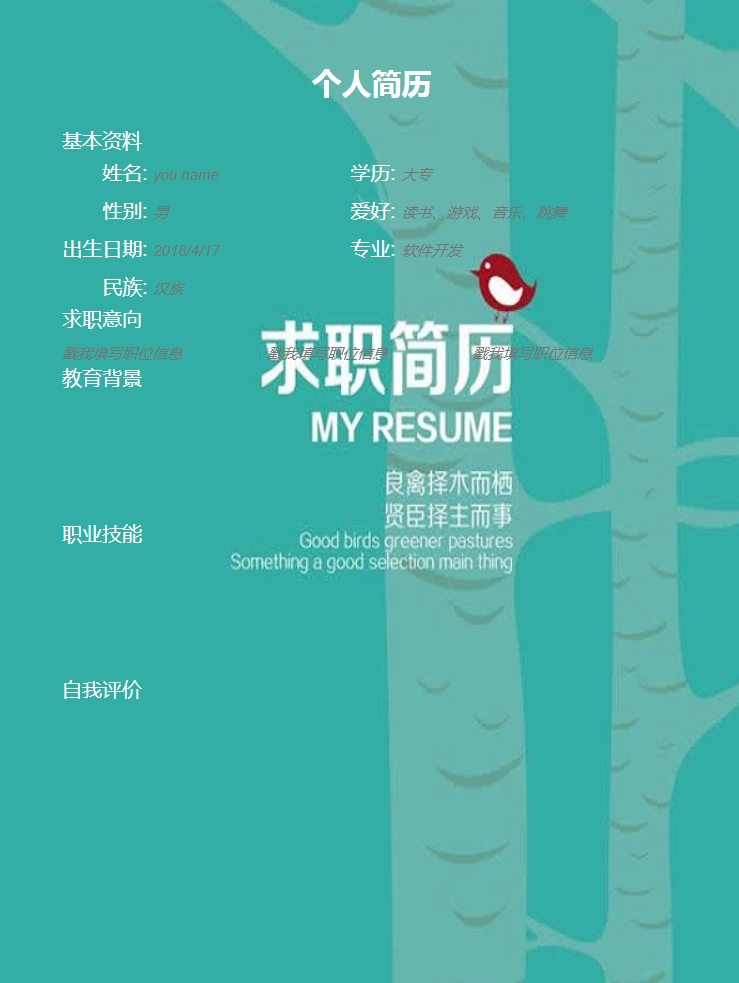 个人简历
基本资料
姓名: you name 学历: 大专
性别: 男 爱好: 读书、游戏、音乐、跳舞
出生日期: 2018/4/17 专业: 软件开发
民族: 汉族
求职意向
戳我填写职位信息 戳我填写职位信息 戳我填写职位信息
教育背景
求职简历
MY RESUME
良禽择木而栖
贤臣择主而事
职业技能
Good birds greener pastures
Something a good selection main thing
自我评价